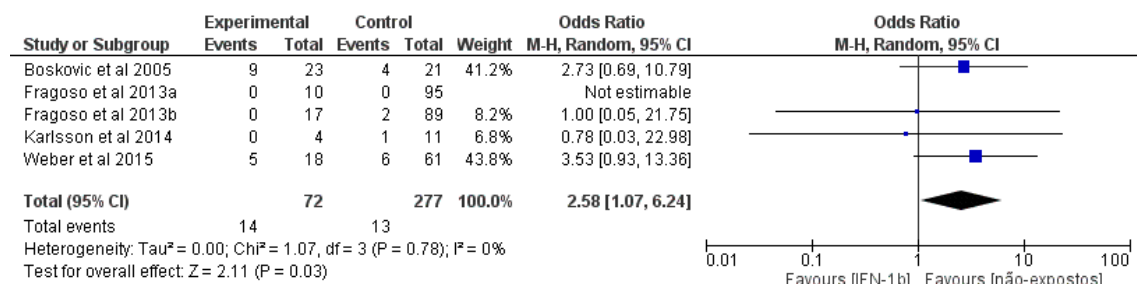 Experimental Control Odds Ratio Odds Ratio
Study or Subgroup Events Total Events Total Weight M-H, Random, 95% CI M-H, Random, 95% CI
Boskovic et al 2005 9 23 4 21 41.2% 2.73 [0.69, 10.79]
Fragoso et al 2013a 0 10 0 95 Not estimable
Fragoso et al 2013b 0 17 2 89 8.2% 1.00 [0.05, 21.75]
Karlsson et al 2014 0 4 1 11 6.8% 0.78 [0.03, 22.98]
Weber et al 2015 5 18 6 61 43.8% 3.53 [0.93, 13.36]
Total (95% CI) 72 277 100.0% 2.58 [1.07, 6.24]
Total events 14 13
Heterogeneity: Tau² = 0.00; Chi² = 1.07, df = 3 (P = 0.78); I² = 0%
Test for overall effect: Z = 2.11 (P = 0.03)
0.01 0.1 1 10 100
Favours [IFN-1b] Favours [não-expostos]